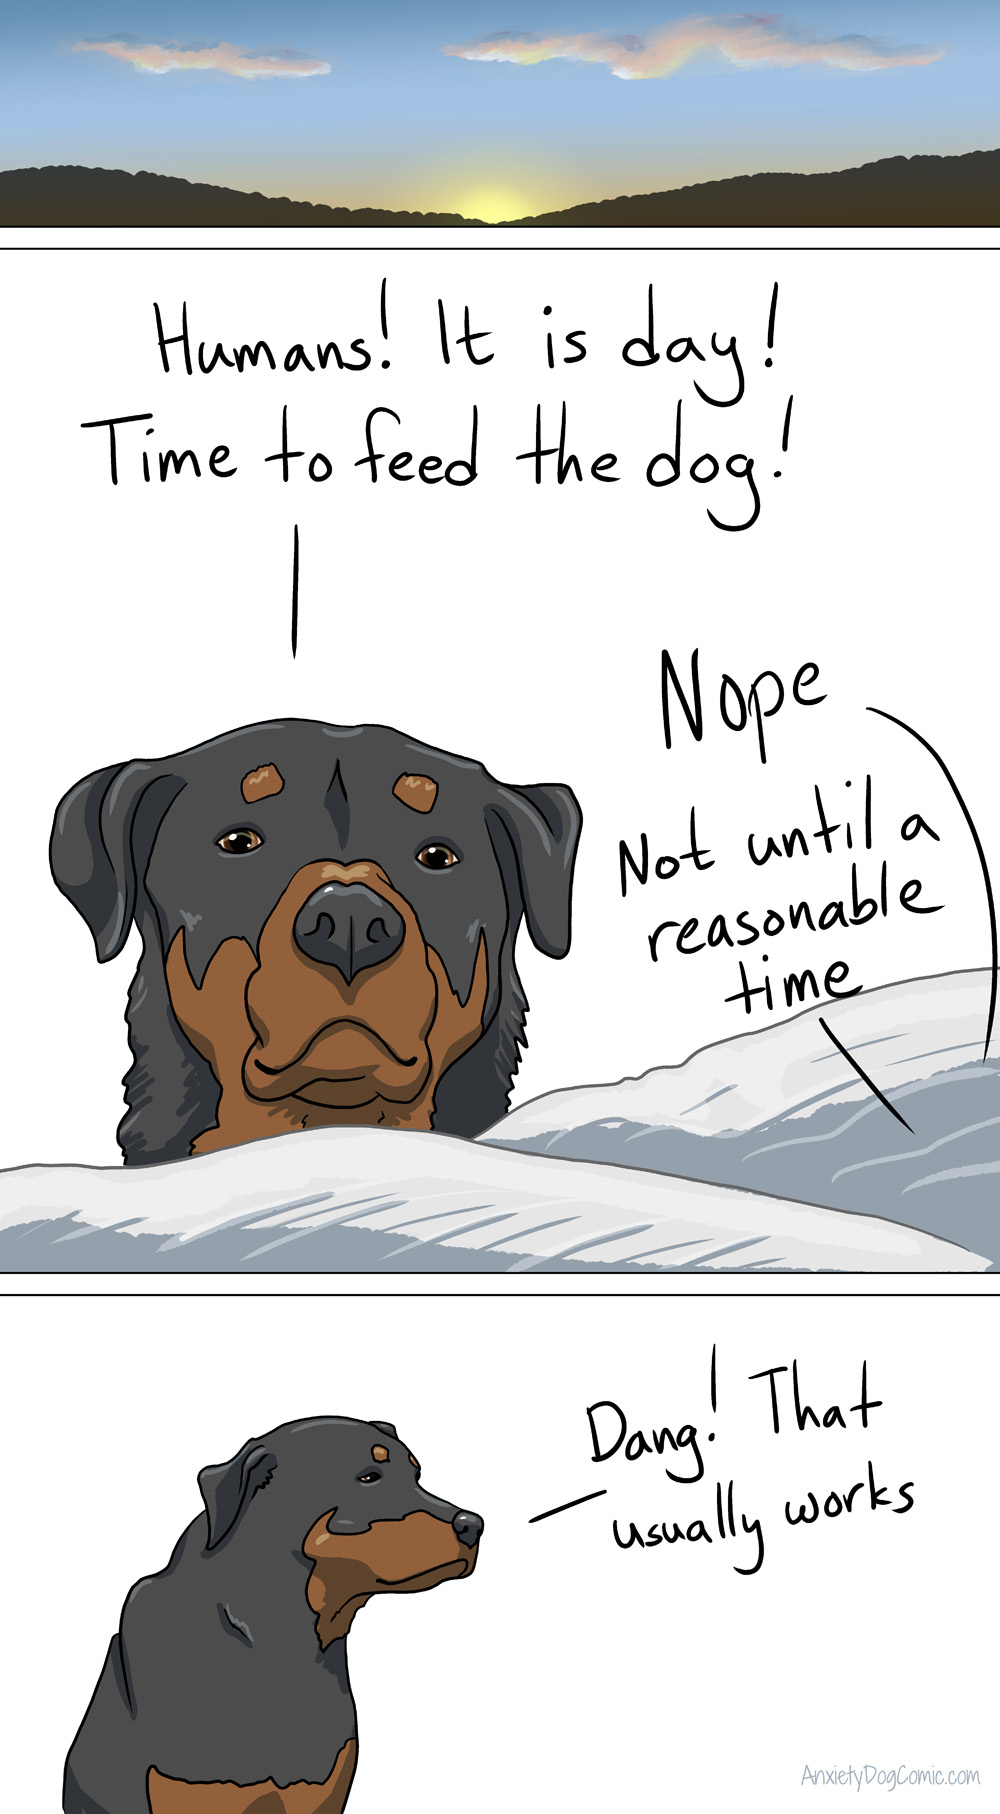 Humans! It is day!
Time to feed the dog!
Nope
Not until a
reasonable
time
Dang! That
usually works
AnxietyDogComic.com